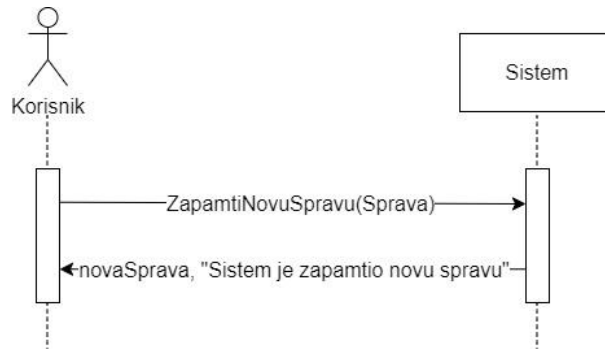 Korisnik
Sistem
ZapamtiNovuSpravu(Sprava)
novaSprava, "Sistem je zapamtio novu spravu"